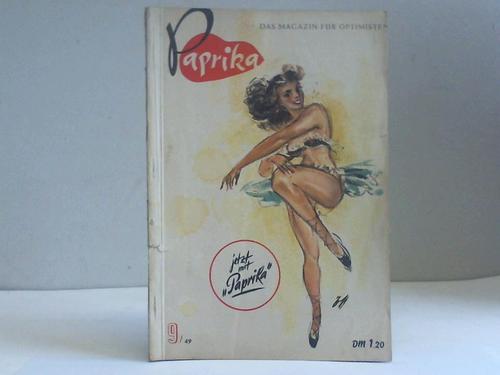 DAS MAGAZIN FÜR OPTIMISTEN
Paprika
jetzt
mit
„Paprika“
9/49
DM 1.20